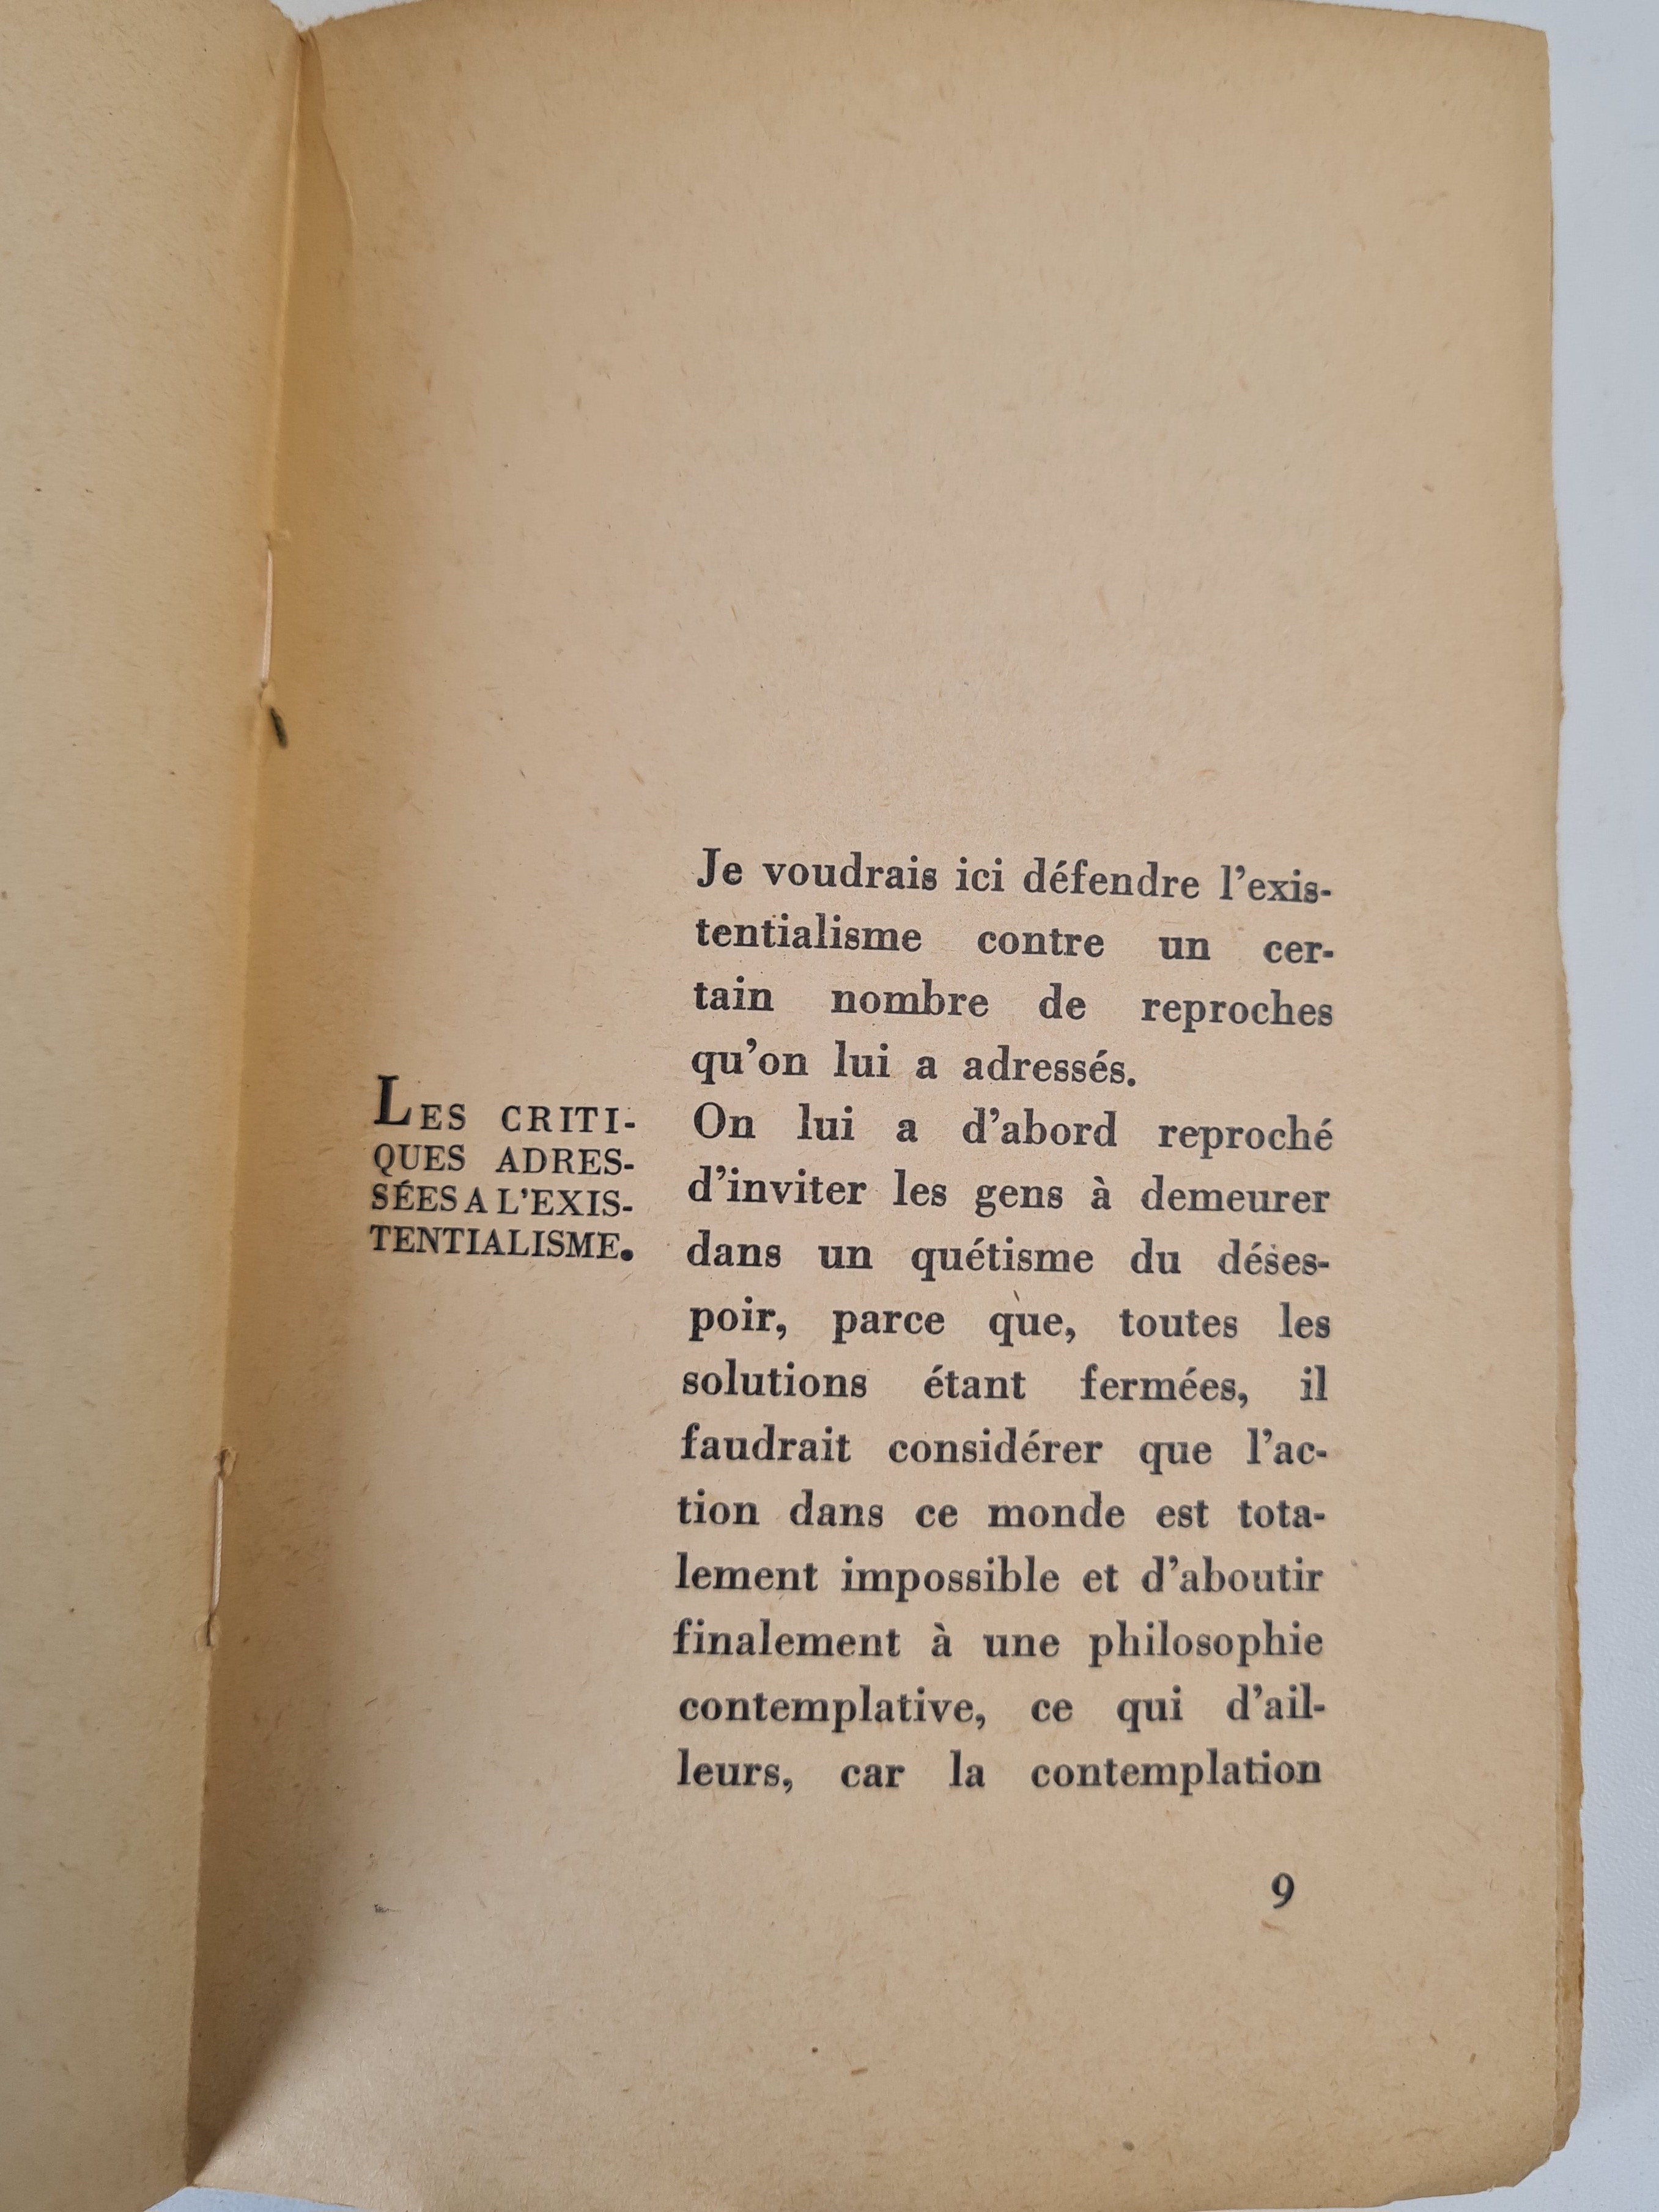 Je voudrais ici défendre l'exis-
tentialisme contre un cer-
tain nombre de reproches
qu'on lui a adressés.
LES CRITI-
QUES ADRES-
SÉES A L'EXIS-
TENTIALISME.
On lui a d'abord reproché
d'inviter les gens à demeurer
dans un quétisme du déses-
poir, parce que, toutes les
solutions étant fermées, il
faudrait considérer que l'ac-
tion dans ce monde est tota-
lement impossible et d'aboutir
finalement à une philosophie
contemplative, ce qui d'ail-
leurs, car la contemplation
9